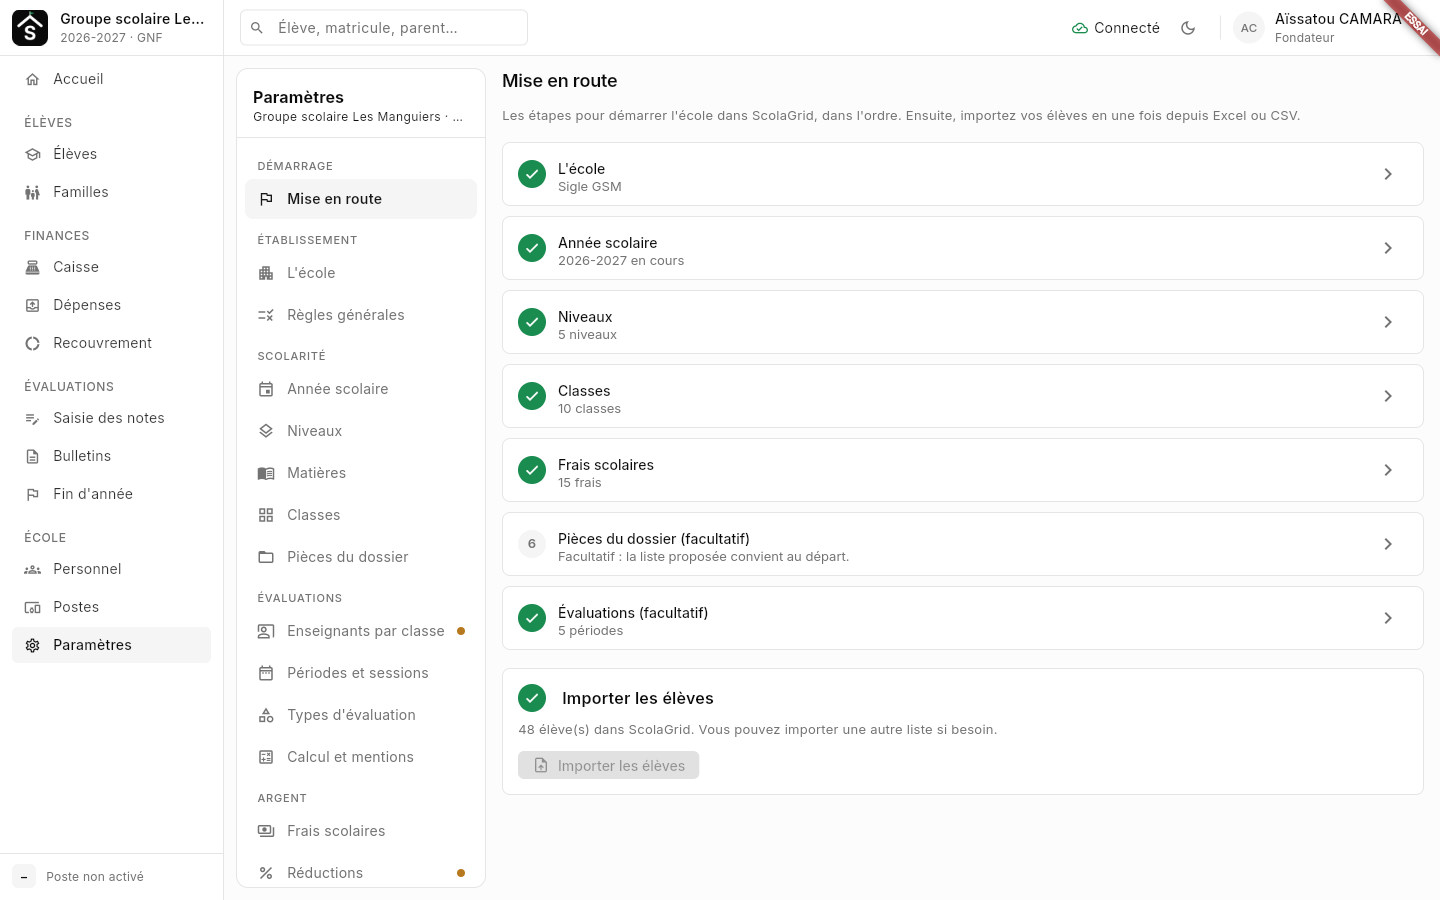 Groupe scolaire Le...
2026-2027 · GNF
Élève, matricule, parent...
Connecté
AC
Aïssatou CAMARA
Fondateur
ESSAI
Accueil
ÉLÈVES
Élèves
Familles
FINANCES
Caisse
Dépenses
Recouvrement
ÉVALUATIONS
Saisie des notes
Bulletins
Fin d'année
ÉCOLE
Personnel
Postes
Paramètres
Poste non activé
Paramètres
Groupe scolaire Les Manguiers · ...
DÉMARRAGE
Mise en route
ÉTABLISSEMENT
L'école
Règles générales
SCOLARITÉ
Année scolaire
Niveaux
Matières
Classes
Pièces du dossier
ÉVALUATIONS
Enseignants par classe
Périodes et sessions
Types d'évaluation
Calcul et mentions
ARGENT
Frais scolaires
Réductions
Mise en route
Les étapes pour démarrer l'école dans ScolaGrid, dans l'ordre. Ensuite, importez vos élèves en une fois depuis Excel ou CSV.
L'école
Sigle GSM
Année scolaire
2026-2027 en cours
Niveaux
5 niveaux
Classes
10 classes
Frais scolaires
15 frais
6
Pièces du dossier (facultatif)
Facultatif : la liste proposée convient au départ.
Évaluations (facultatif)
5 périodes
Importer les élèves
48 élève(s) dans ScolaGrid. Vous pouvez importer une autre liste si besoin.
Importer les élèves